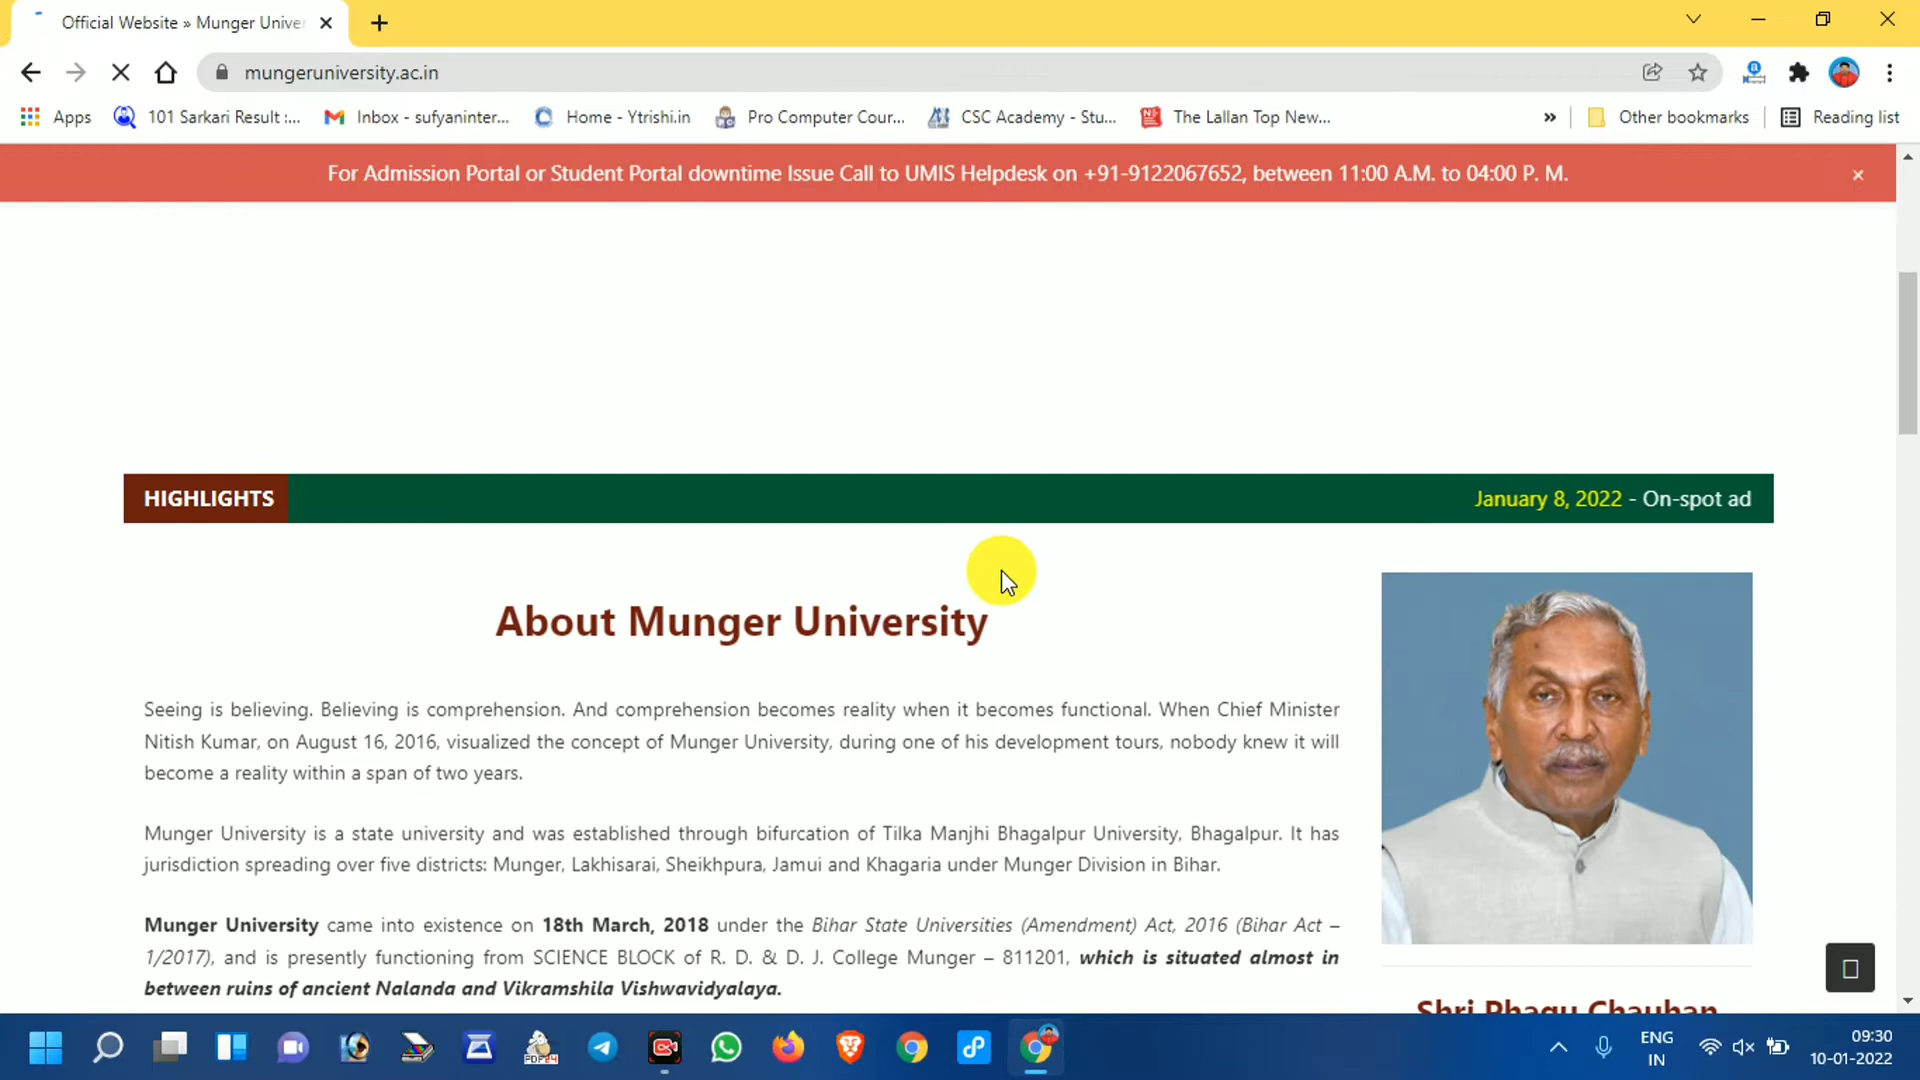 Official Website » Munger Univer
mungeruniversity.ac.in
Apps
101 Sarkari Result :...
Inbox - sufyaninter...
Home - Ytrishi.in
Pro Computer Cour...
CSC Academy - Stu...
The Lallan Top New...
»
Other bookmarks
Reading list
For Admission Portal or Student Portal downtime Issue Call to UMIS Helpdesk on +91-9122067652, between 11:00 A.M. to 04:00 P. M.
×
HIGHLIGHTS
January 8, 2022 - On-spot ad
About Munger University
Seeing is believing. Believing is comprehension. And comprehension becomes reality when it becomes functional. When Chief Minister
Nitish Kumar, on August 16, 2016, visualized the concept of Munger University, during one of his development tours, nobody knew it will
become a reality within a span of two years.
Munger University is a state university and was established through bifurcation of Tilka Manjhi Bhagalpur University, Bhagalpur. It has
jurisdiction spreading over five districts: Munger, Lakhisarai, Sheikhpura, Jamui and Khagaria under Munger Division in Bihar.
Munger University came into existence on 18th March, 2018 under the Bihar State Universities (Amendment) Act, 2016 (Bihar Act –
1/2017), and is presently functioning from SCIENCE BLOCK of R. D. & D. J. College Munger – 811201, which is situated almost in
between ruins of ancient Nalanda and Vikramshila Vishwavidyalaya.
Shri Phagu Chauhan
PDF24
ENG
IN
09:30
10-01-2022